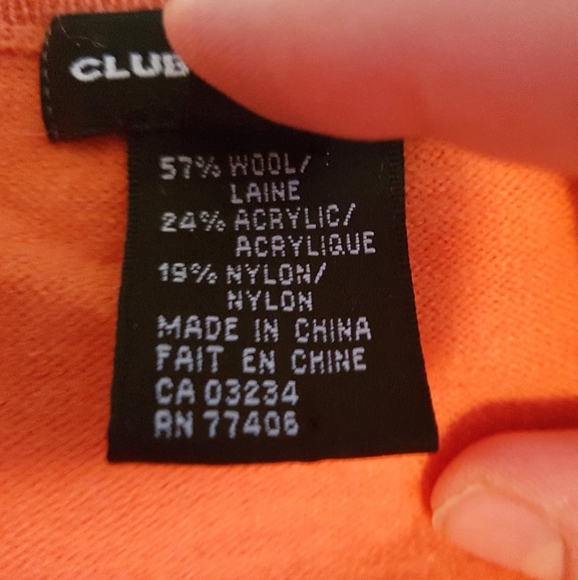 CLUB
57% WOOL/
LAINE
24% ACRYLIC/
ACRYLIQUE
19% NYLON/
NYLON
MADE IN CHINA
FAIT EN CHINE
CA 03234
RN 77406